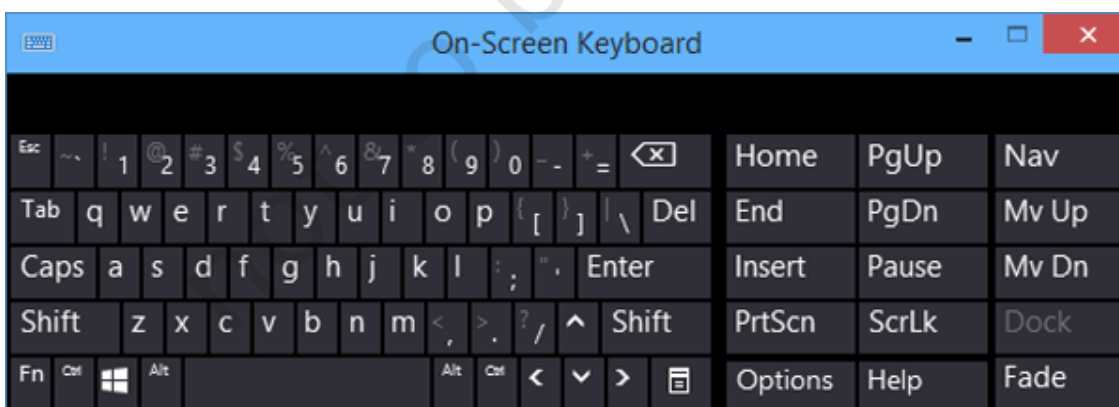 On-Screen Keyboard
Esc ~ ` ! 1 @ 2 # 3 $ 4 % 5 ^ 6 & 7 * 8 ( 9 ) 0 _ - + = Home PgUp Nav
Tab q w e r t y u i o p { [ } ] | \ Del End PgDn Mv Up
Caps a s d f g h j k l : ; " ' Enter Insert Pause Mv Dn
Shift z x c v b n m < , > . ? / Shift PrtScn ScrLk Dock
Fn Ctrl Alt Alt Ctrl Options Help Fade